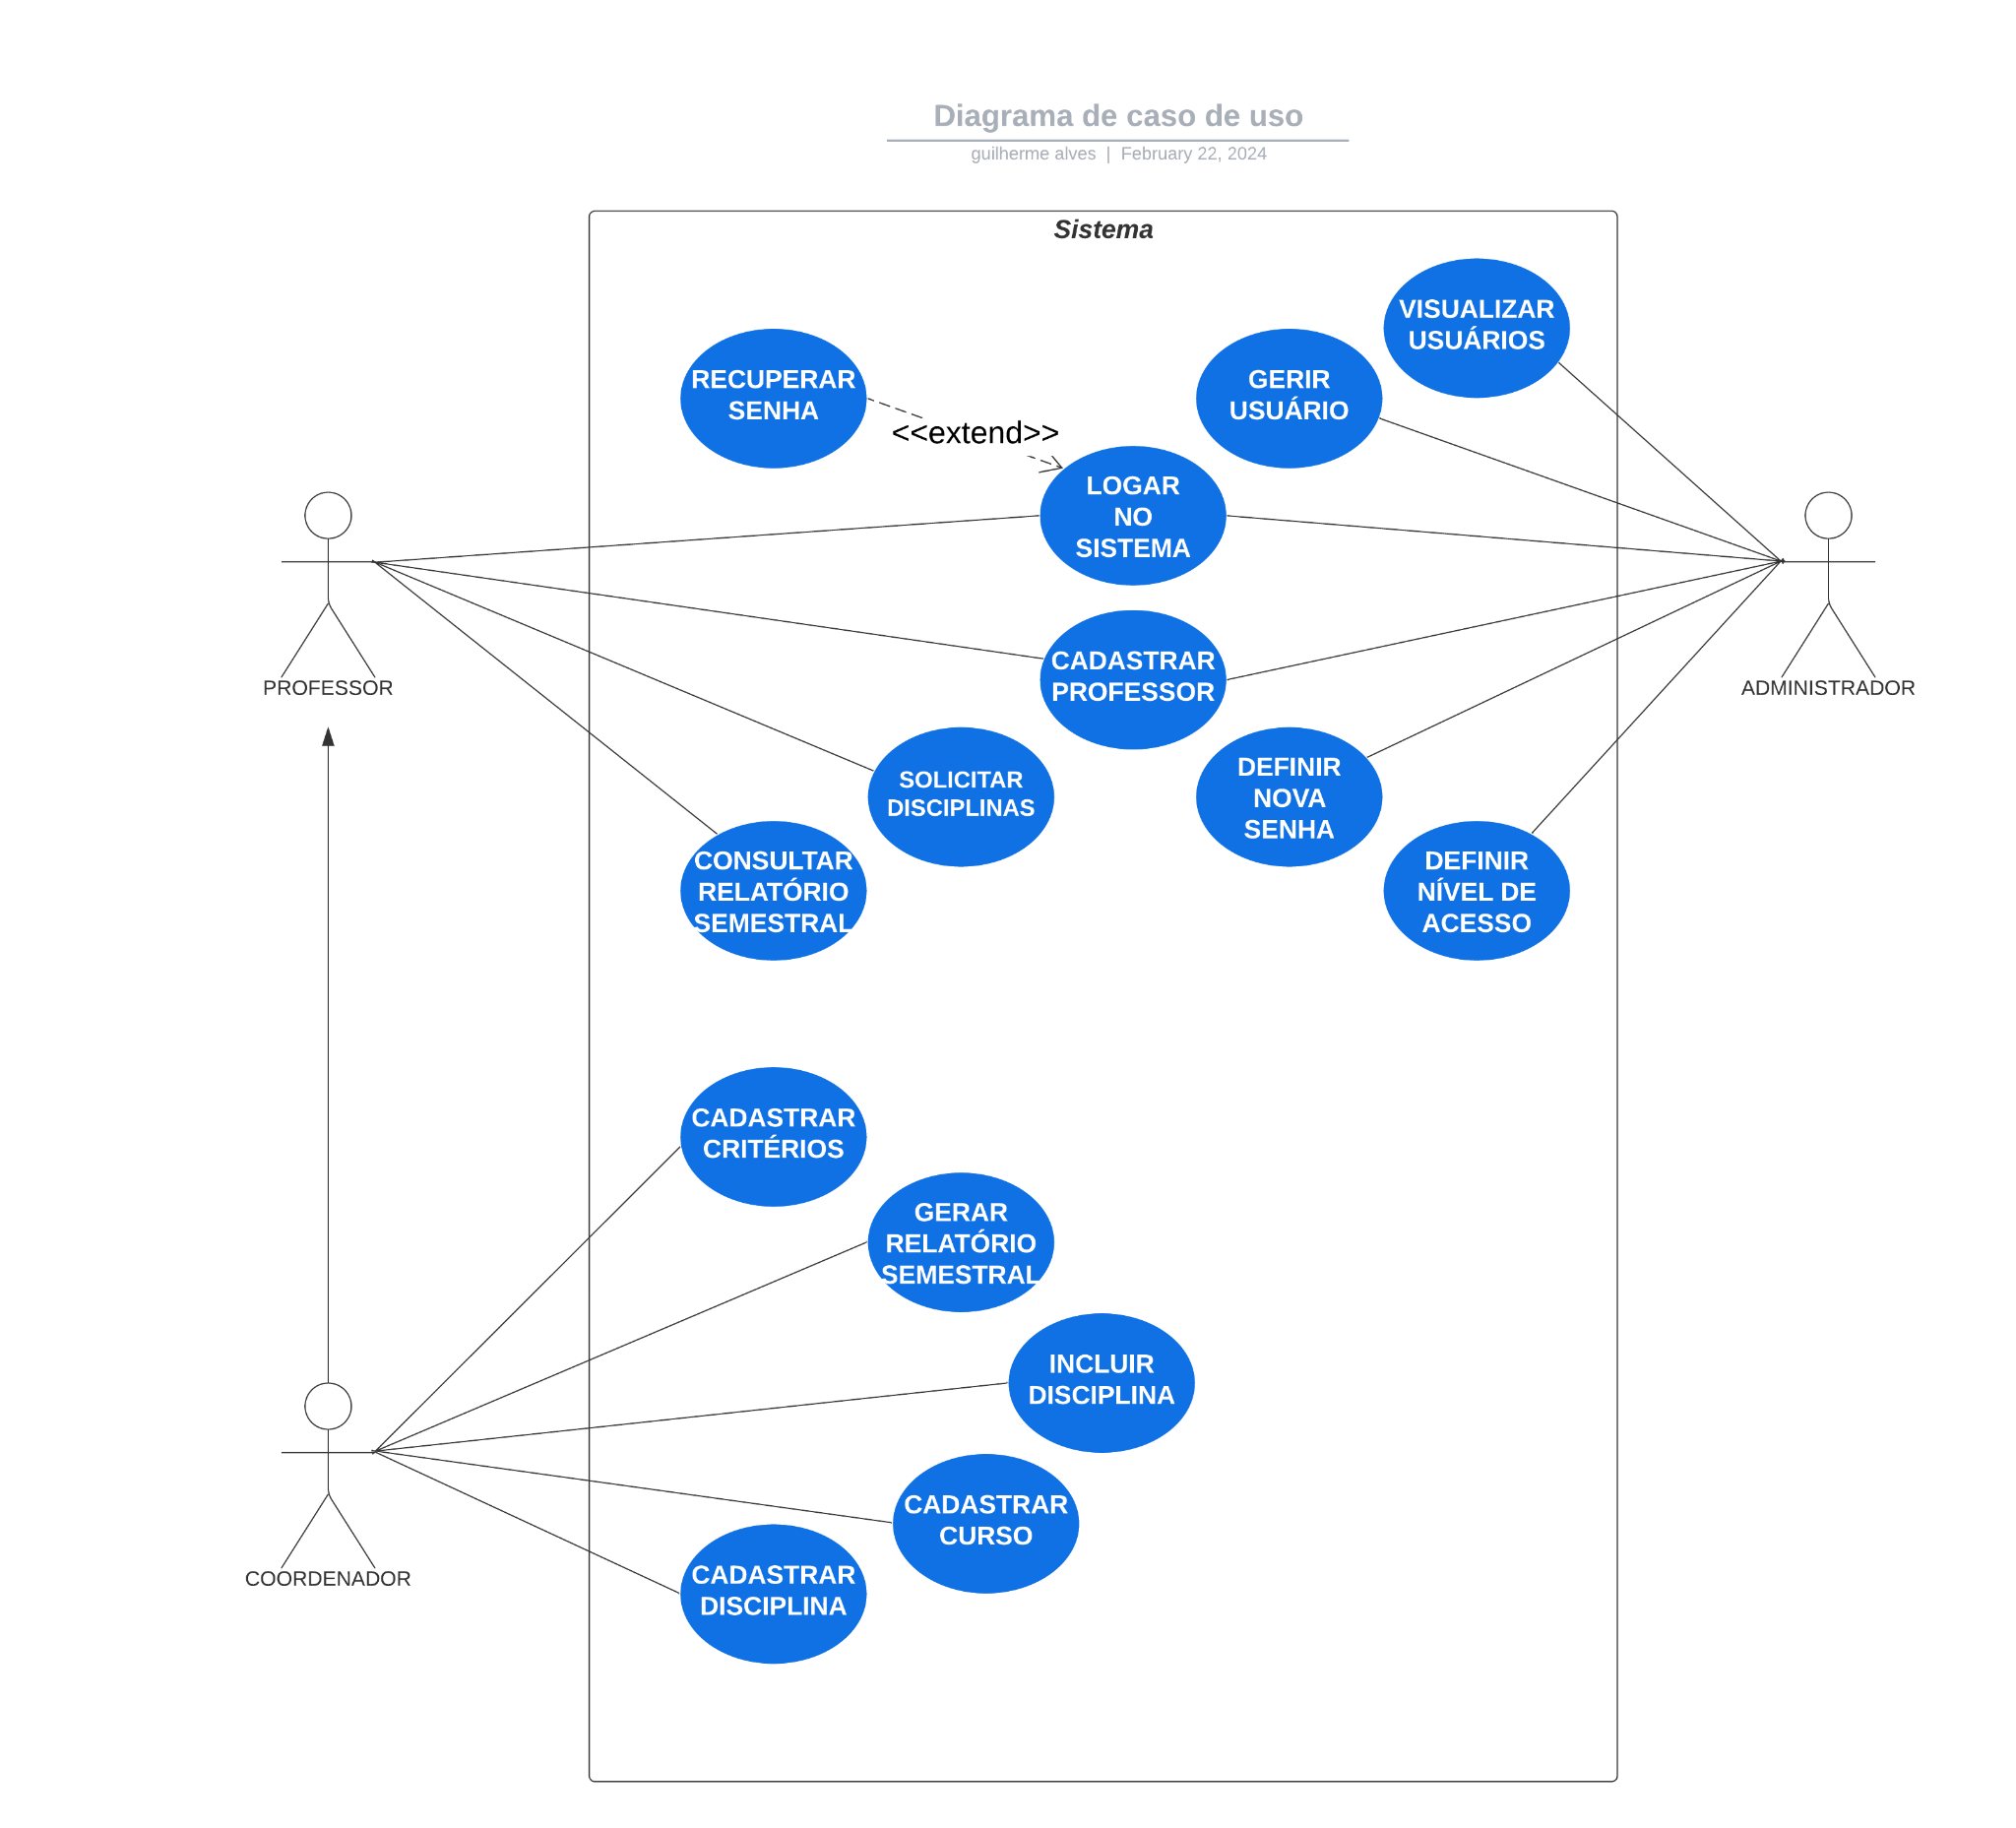 Diagrama de caso de uso
guilherme alves | February 22, 2024
Sistema
VISUALIZAR
USUÁRIOS
RECUPERAR
SENHA
GERIR
USUÁRIO
<<extend>>
LOGAR
NO
SISTEMA
CADASTRAR
PROFESSOR
PROFESSOR
ADMINISTRADOR
SOLICITAR
DISCIPLINAS
DEFINIR
NOVA
SENHA
CONSULTAR
RELATÓRIO
SEMESTRAL
DEFINIR
NÍVEL DE
ACESSO
CADASTRAR
CRITÉRIOS
GERAR
RELATÓRIO
SEMESTRAL
INCLUIR
DISCIPLINA
CADASTRAR
CURSO
COORDENADOR
CADASTRAR
DISCIPLINA